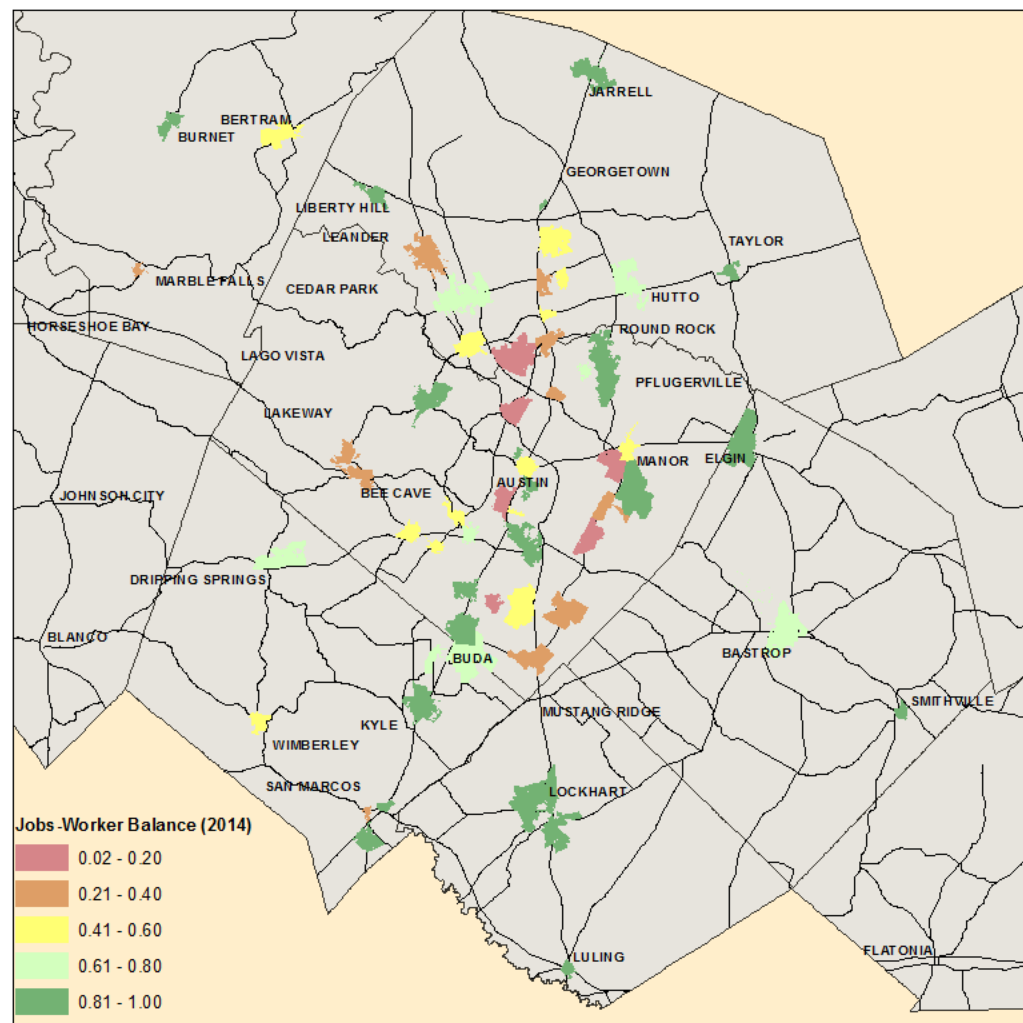 JARRELL
BERTRAM
BURNET
GEORGETOWN
LIBERTY HILL
LEANDER
TAYLOR
MARBLE FALLS
CEDAR PARK
HUTTO
HORSESHOE BAY
ROUND ROCK
LAGO VISTA
PFLUGERVILLE
LAKEWAY
ELGIN
MANOR
AUSTIN
BEE CAVE
JOHNSON CITY
DRIPPING SPRINGS
BLANCO
BUDA
BASTROP
SMITHVILLE
MUSTANG RIDGE
KYLE
WIMBERLEY
SAN MARCOS
LOCKHART
Jobs-Worker Balance (2014)
0.02 - 0.20
0.21 - 0.40
0.41 - 0.60
FLATONIA
LULING
0.61 - 0.80
0.81 - 1.00